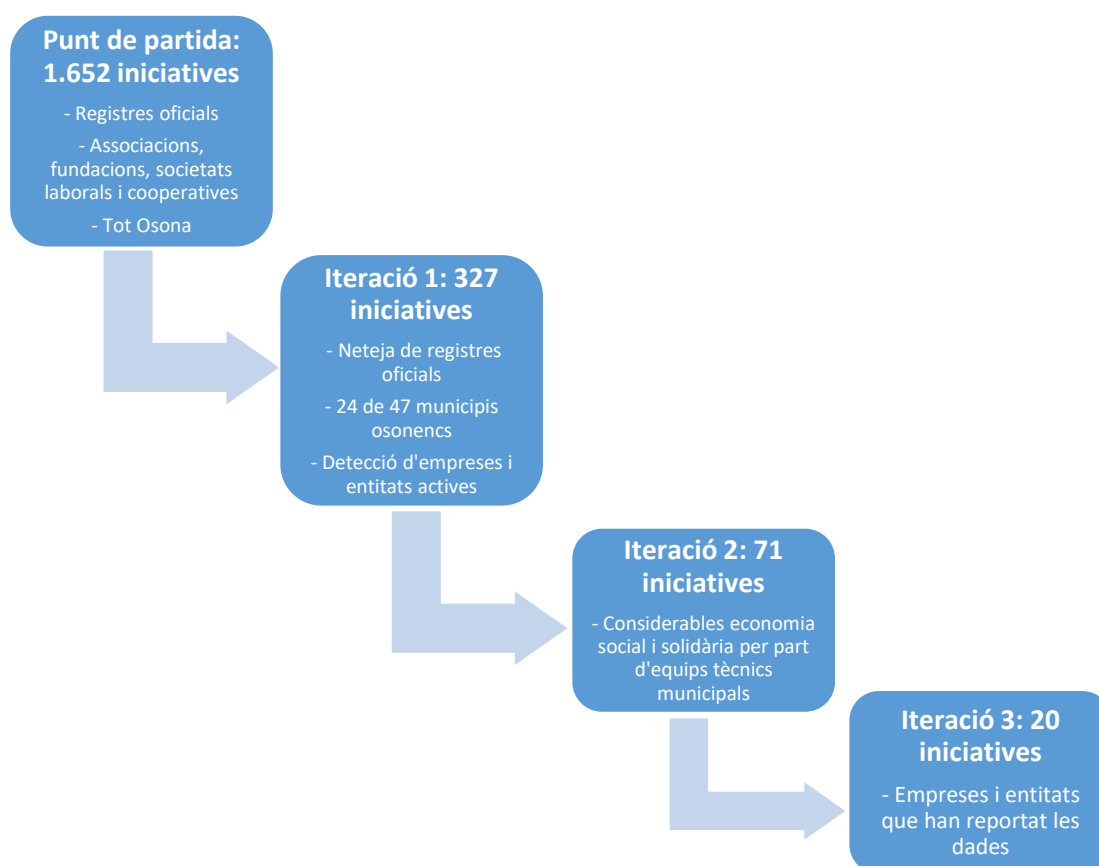 Punt de partida:
1.652 iniciatives
- Registres oficials
- Associacions,
fundacions, societats
laborals i cooperatives
- Tot Osona
Iteració 1: 327
iniciatives
- Neteja de registres
oficials
- 24 de 47 municipis
osonencs
- Detecció d'empreses i
entitats actives
Iteració 2: 71
iniciatives
- Considerables economia
social i solidària per part
d'equips tècnics
municipals
Iteració 3: 20
iniciatives
- Empreses i entitats
que han reportat les
dades